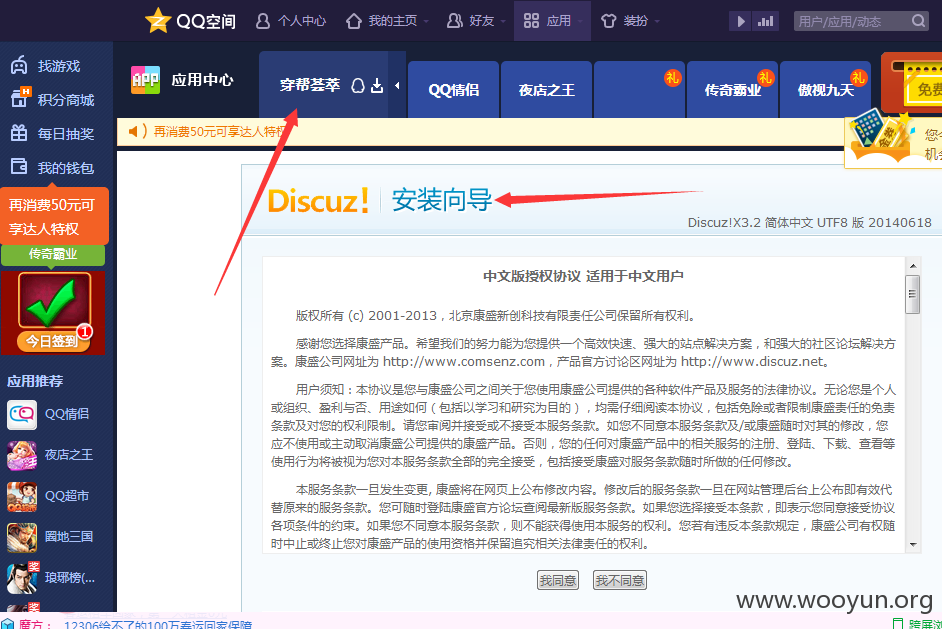 QQ空间 个人中心 我的主页 好友 应用 装扮 用户/应用/动态
找游戏
积分商城
每日抽奖
我的钱包
再消费50元可
享达人特权
传奇霸业
今日签到 1
应用推荐
QQ情侣
夜店之王
QQ超市
圈地三国
琅琊榜(...
APP 应用中心 穿帮荟萃 QQ情侣 夜店之王 礼 传奇霸业 礼 傲视九天 礼 免费
再消费50元可享达人特权
您
机会
Discuz! 安装向导
Discuz!X3.2 简体中文 UTF8 版 20140618
中文版授权协议 适用于中文用户
版权所有 (c) 2001-2013，北京康盛新创科技有限责任公司保留所有权利。
感谢您选择康盛产品。希望我们的努力能为您提供一个高效快速、强大的站点解决方案，和强大的社区论坛解决方
案。康盛公司网址为 http://www.comsenz.com，产品官方讨论区网址为 http://www.discuz.net。
用户须知：本协议是您与康盛公司之间关于您使用康盛公司提供的各种软件产品及服务的法律协议。无论您是个人
或组织、盈利与否、用途如何（包括以学习和研究为目的），均需仔细阅读本协议，包括免除或者限制康盛责任的免责
条款及对您的权利限制。请您审阅并接受或不接受本服务条款。如您不同意本服务条款及/或康盛随时对其的修改，您
应不使用或主动取消康盛公司提供的康盛产品。否则，您的任何对康盛产品中的相关服务的注册、登陆、下载、查看等
使用行为将被视为您对本服务条款全部的完全接受，包括接受康盛对服务条款随时所做的任何修改。
本服务条款一旦发生变更, 康盛将在网页上公布修改内容。修改后的服务条款一旦在网站管理后台上公布即有效代
替原来的服务条款。您可随时登陆康盛官方论坛查阅最新版服务条款。如果您选择接受本条款，即表示您同意接受协议
各项条件的约束。如果您不同意本服务条款，则不能获得使用本服务的权利。您若有违反本条款规定，康盛公司有权随
时中止或终止您对康盛产品的使用资格并保留追究相关法律责任的权利。
我同意 我不同意
www.wooyun.org
魔方： 12306给不了的100万春运回家保障 跨屏浏